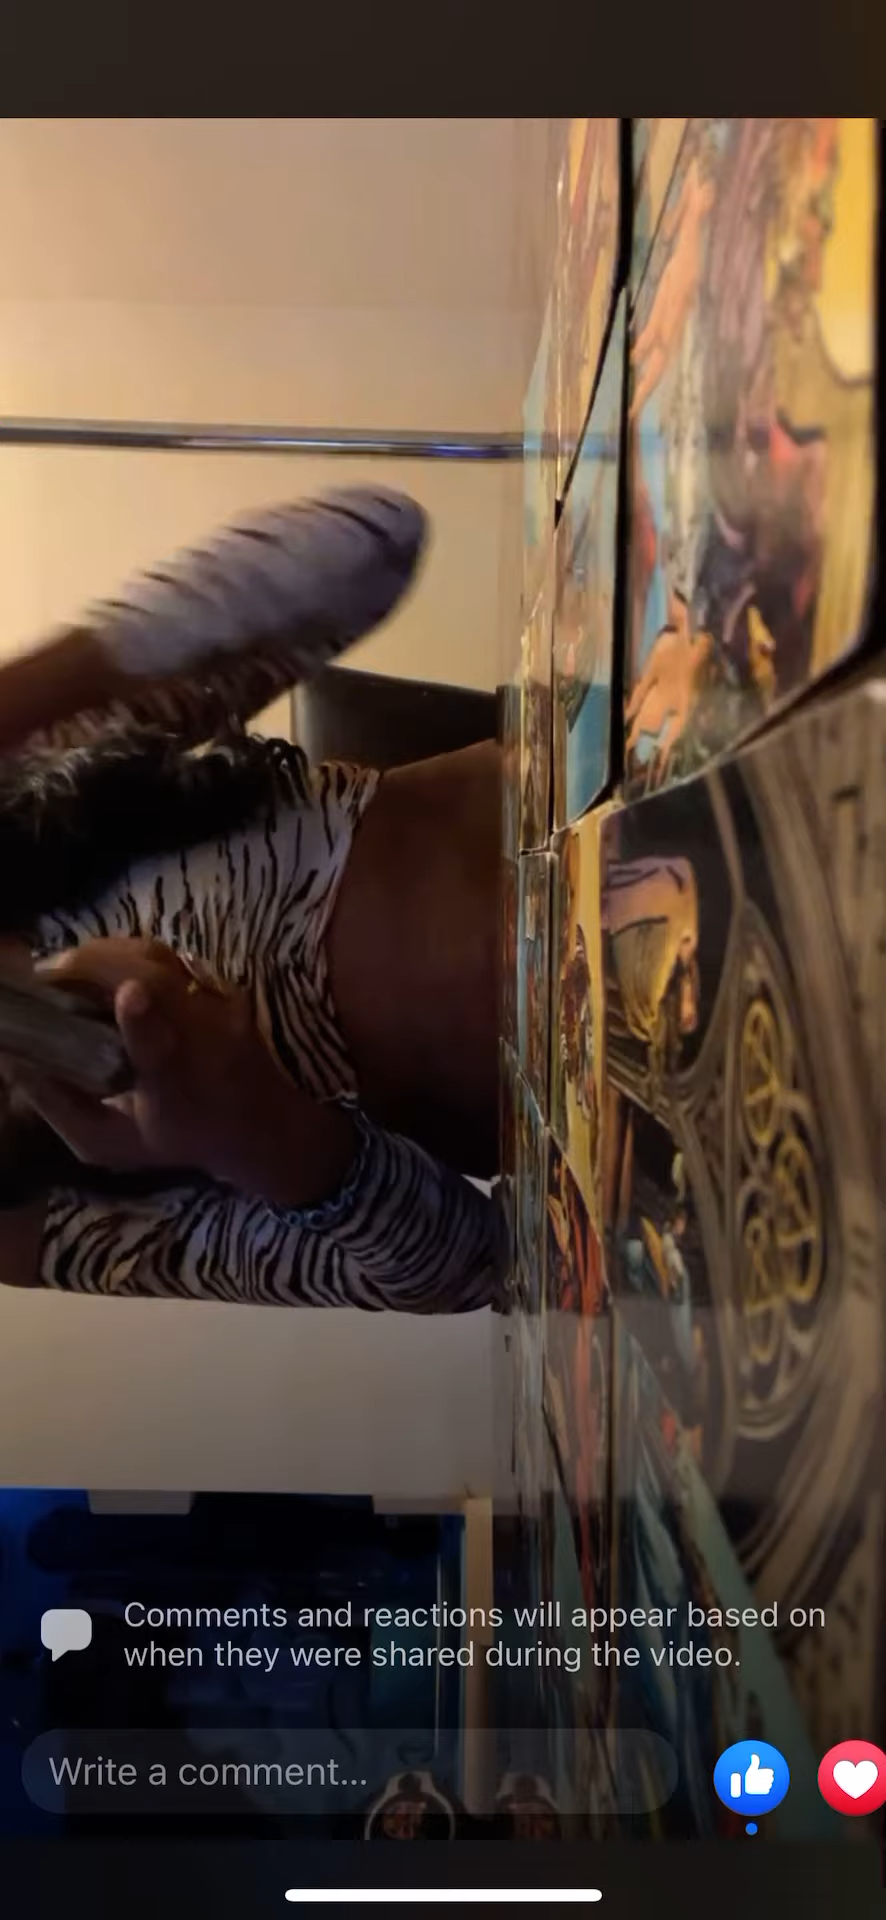 Comments and reactions will appear based on
when they were shared during the video.
Write a comment...